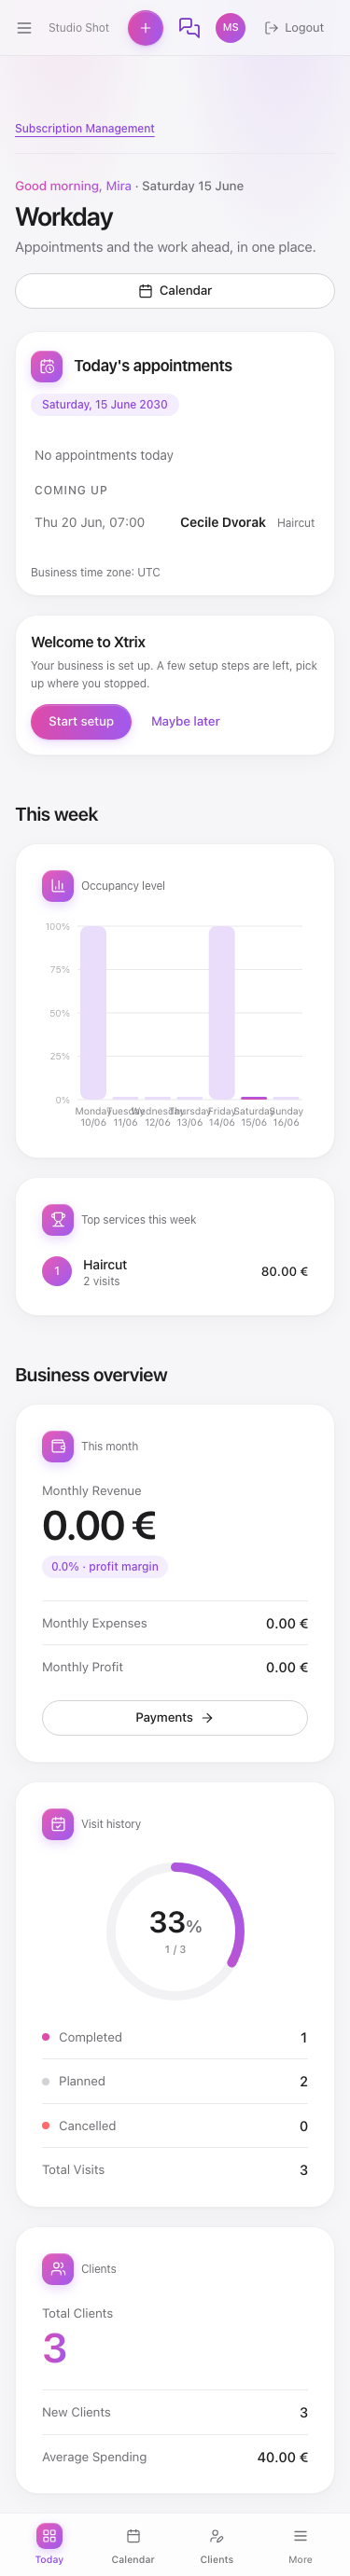 Studio Shot
+
MS
Logout
Subscription Management
Good morning, Mira · Saturday 15 June
Workday
Appointments and the work ahead, in one place.
Calendar
Today's appointments
Saturday, 15 June 2030
No appointments today
COMING UP
Thu 20 Jun, 07:00 Cecile Dvorak Haircut
Business time zone: UTC
Welcome to Xtrix
Your business is set up. A few setup steps are left, pick
up where you stopped.
Start setup Maybe later
This week
Occupancy level
100%
75%
50%
25%
0%
Monday Tuesday Wednesday Thursday Friday Saturday Sunday
10/06 11/06 12/06 13/06 14/06 15/06 16/06
Top services this week
1 Haircut 80.00 €
2 visits
Business overview
This month
Monthly Revenue
0.00 €
0.0% · profit margin
Monthly Expenses 0.00 €
Monthly Profit 0.00 €
Payments →
Visit history
33%
1 / 3
Completed 1
Planned 2
Cancelled 0
Total Visits 3
Clients
Total Clients
3
New Clients 3
Average Spending 40.00 €
Today Calendar Clients More